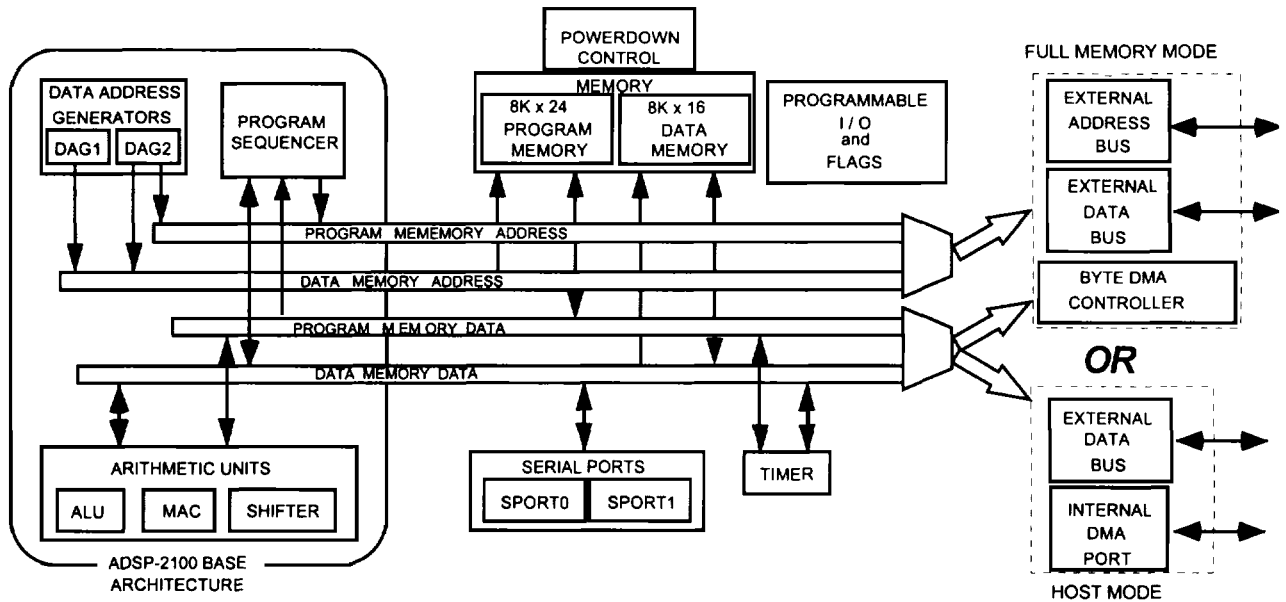 POWERDOWN
CONTROL
FULL MEMORY MODE
DATA ADDRESS
GENERATORS
DAG1
DAG2
PROGRAM
SEQUENCER
MEMORY
8K x 24
PROGRAM
MEMORY
8K x 16
DATA
MEMORY
PROGRAMMABLE
I / O
and
FLAGS
EXTERNAL
ADDRESS
BUS
EXTERNAL
DATA
BUS
BYTE DMA
CONTROLLER
PROGRAM MEMEMORY ADDRESS
DATA MEMORY ADDRESS
PROGRAM MEMORY DATA
DATA MEMORY DATA
OR
ARITHMETIC UNITS
ALU
MAC
SHIFTER
SERIAL PORTS
SPORT0
SPORT1
TIMER
EXTERNAL
DATA
BUS
INTERNAL
DMA
PORT
ADSP-2100 BASE
ARCHITECTURE
HOST MODE